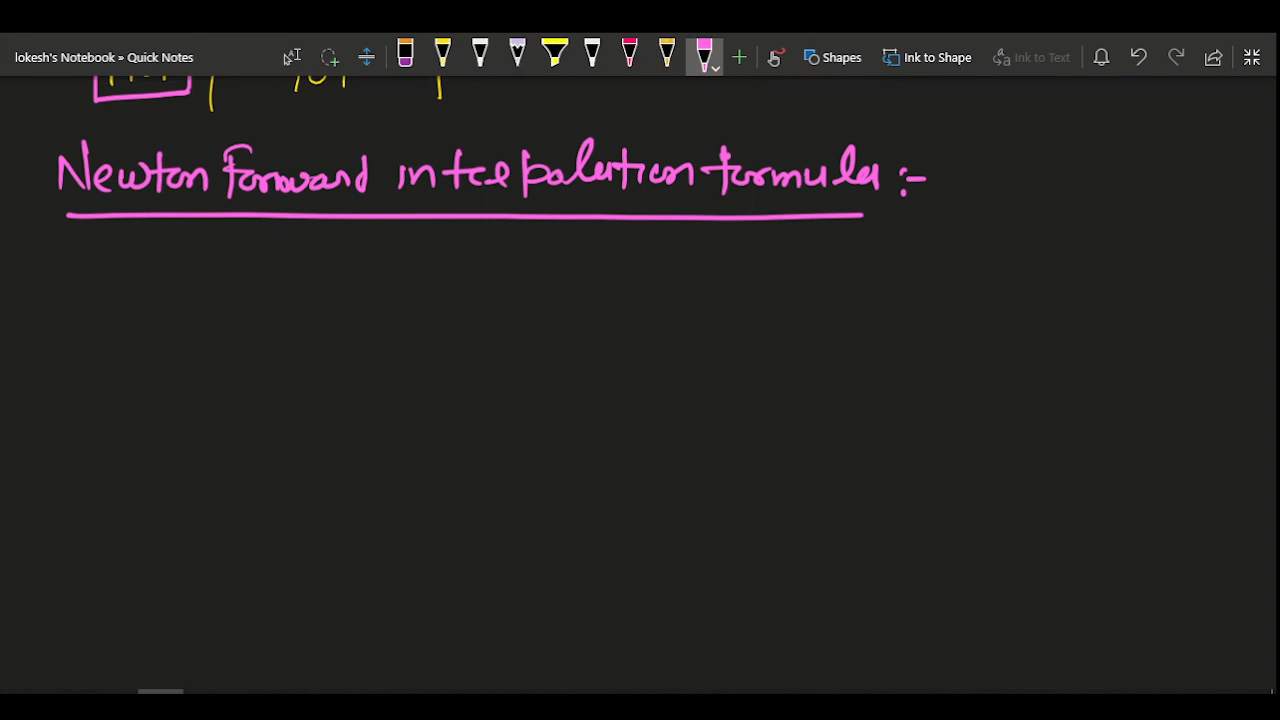 lokesh's Notebook » Quick Notes
Shapes
Ink to Shape
Ink to Text
Newton Forward intepolation formula :-